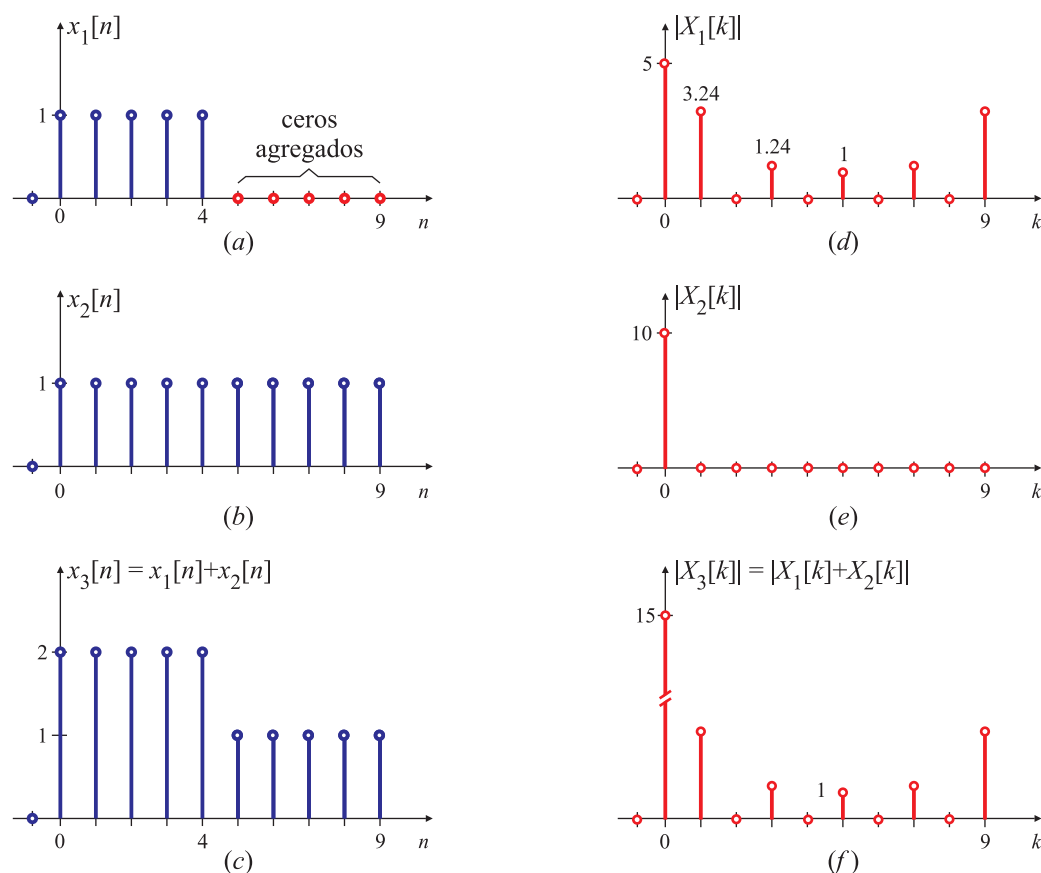 x1[n]
1
ceros
agregados
0
4
9
n
(a)
|X1[k]|
5
3.24
1.24
1
0
9
k
(d)
x2[n]
1
0
9
n
(b)
|X2[k]|
10
0
9
k
(e)
x3[n] = x1[n]+x2[n]
2
1
0
4
9
n
(c)
|X3[k]| = |X1[k]+X2[k]|
15
1
0
9
k
(f)